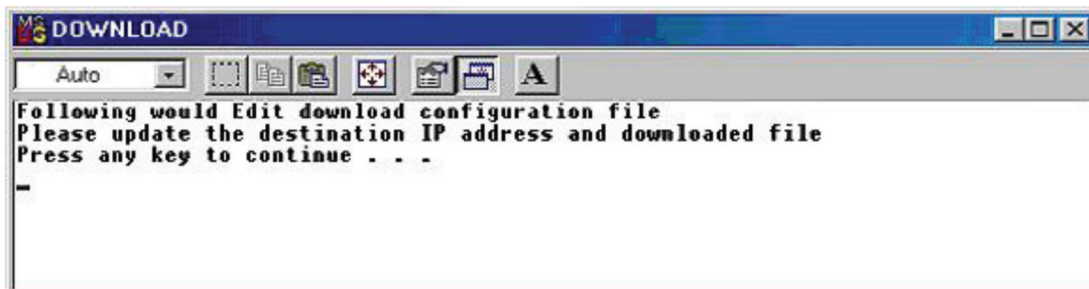 MS DOWNLOAD
Auto
A
Following would Edit download configuration file
Please update the destination IP address and downloaded file
Press any key to continue . . .